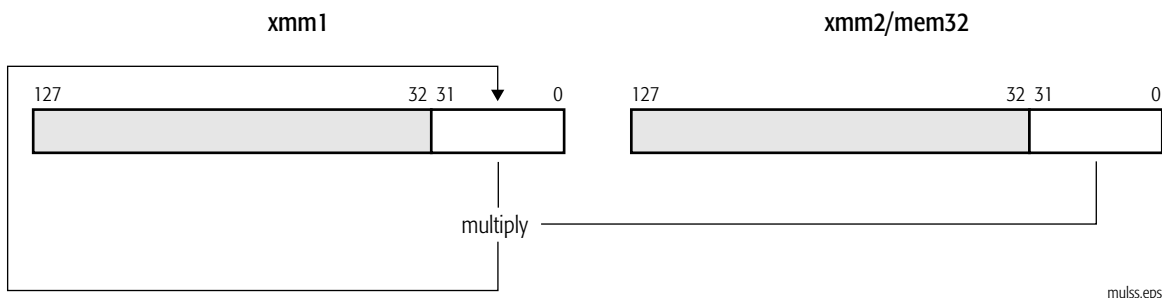 xmm1 xmm2/mem32
127 32 31 0 127 32 31 0
multiply
mulss.eps